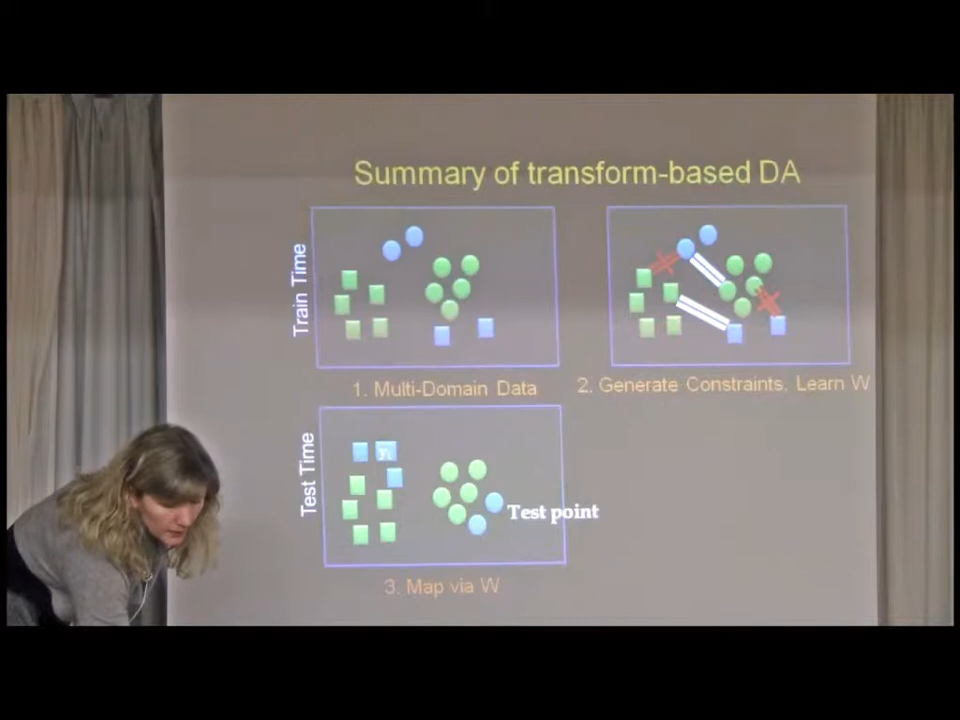 Summary of transform-based DA
Train Time
1. Multi-Domain Data
2. Generate Constraints, Learn W
Test Time
y₁
Test point
3. Map via W